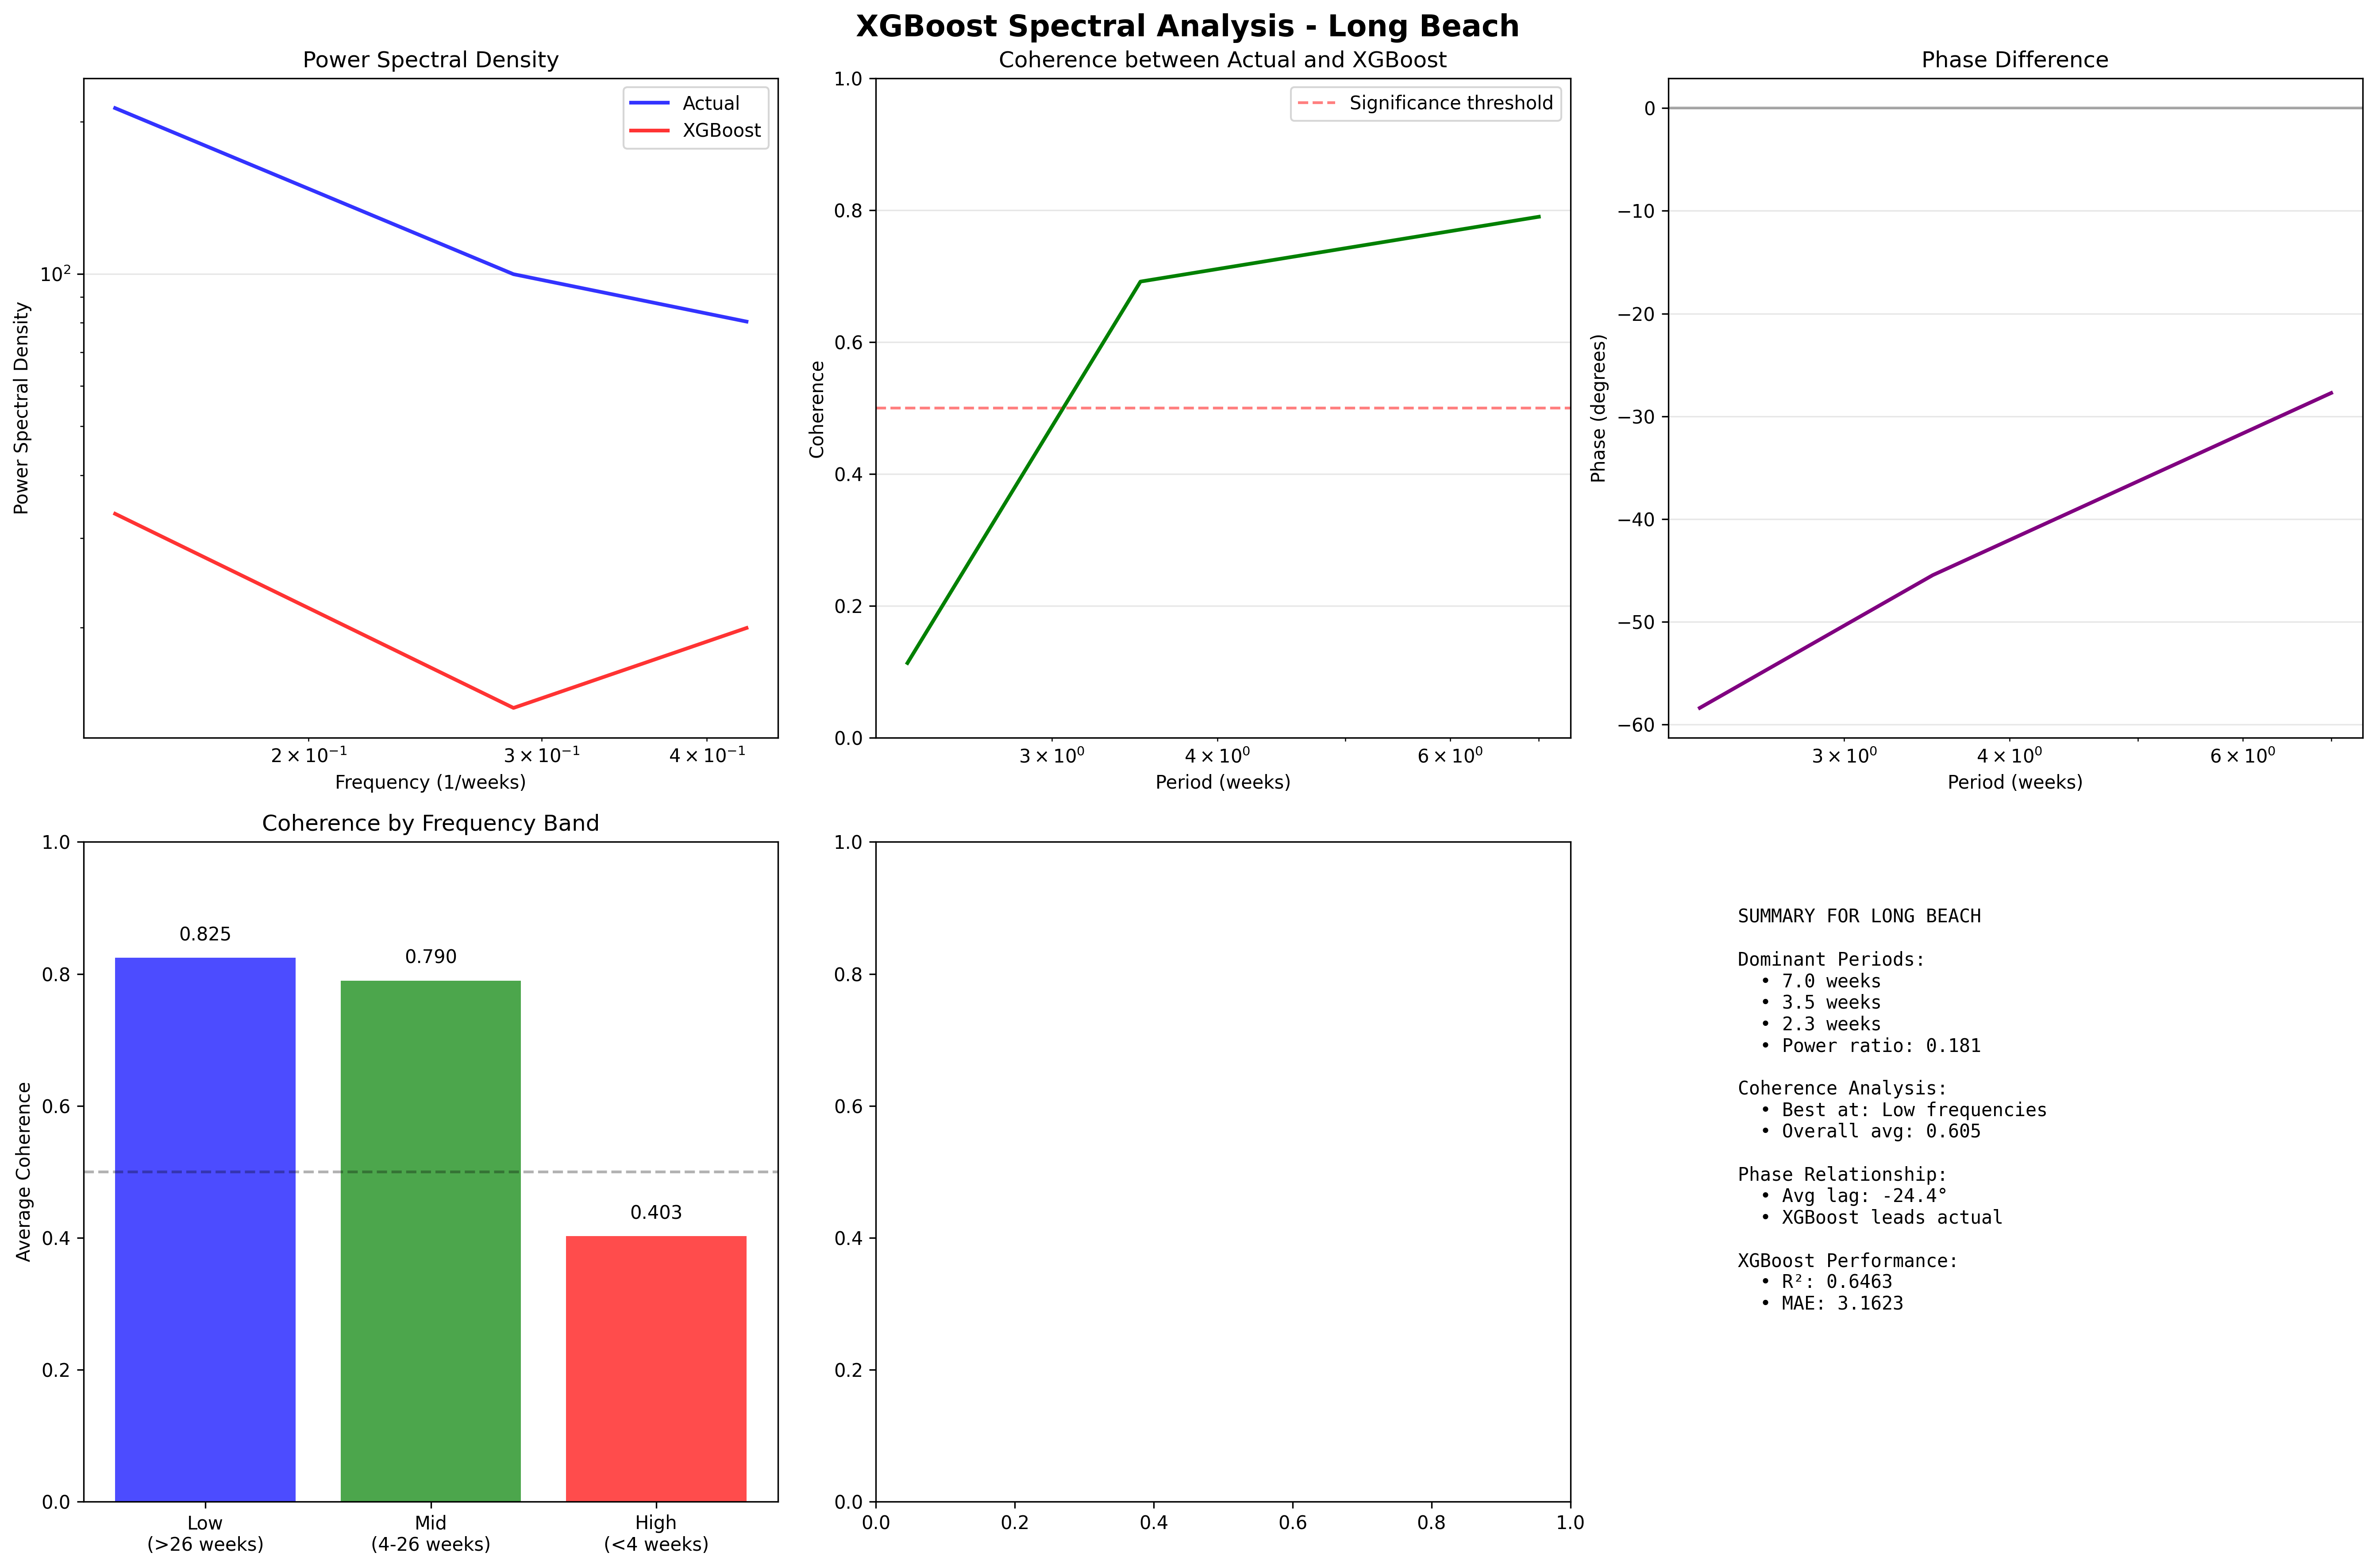 XGBoost Spectral Analysis - Long Beach
Power Spectral Density
Power Spectral Density
10²
Actual
XGBoost
2 × 10⁻¹
3 × 10⁻¹
4 × 10⁻¹
Frequency (1/weeks)
Coherence between Actual and XGBoost
Coherence
1.0
0.8
0.6
0.4
0.2
0.0
Significance threshold
3 × 10⁰
4 × 10⁰
6 × 10⁰
Period (weeks)
Phase Difference
Phase (degrees)
0
−10
−20
−30
−40
−50
−60
3 × 10⁰
4 × 10⁰
6 × 10⁰
Period (weeks)
Coherence by Frequency Band
Average Coherence
1.0
0.8
0.6
0.4
0.2
0.0
0.825
0.790
0.403
Low
(>26 weeks)
Mid
(4-26 weeks)
High
(<4 weeks)
1.0
0.8
0.6
0.4
0.2
0.0
0.0
0.2
0.4
0.6
0.8
1.0
SUMMARY FOR LONG BEACH
Dominant Periods:
• 7.0 weeks
• 3.5 weeks
• 2.3 weeks
• Power ratio: 0.181
Coherence Analysis:
• Best at: Low frequencies
• Overall avg: 0.605
Phase Relationship:
• Avg lag: -24.4°
• XGBoost leads actual
XGBoost Performance:
• R²: 0.6463
• MAE: 3.1623